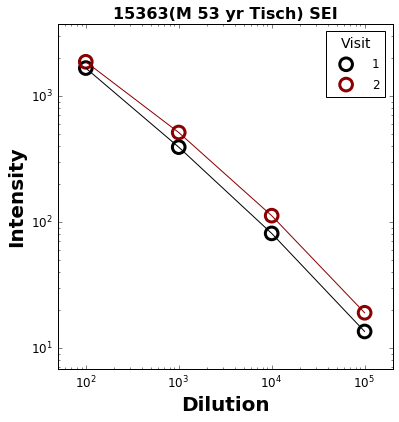 15363(M 53 yr Tisch) SEI
Visit
1
2
Intensity
10³
10²
10¹
10² 10³ 10⁴ 10⁵
Dilution